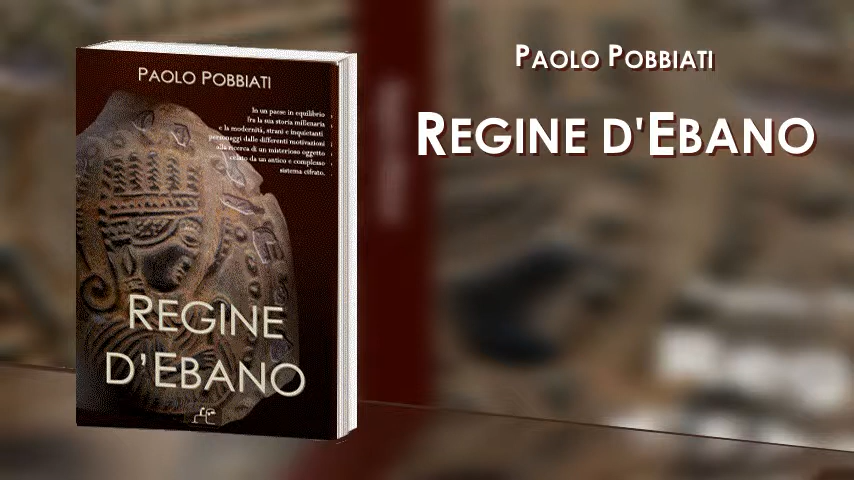 PAOLO POBBIATI
In un paese in equilibrio
fra la sua storia millenaria
e la modernità, strani e inquietanti
personaggi dalle differenti motivazioni
alla ricerca di un misterioso oggetto
celato da un antico e complesso
sistema cifrato.
REGINE
D'EBANO
PAOLO POBBIATI
REGINE D'EBANO